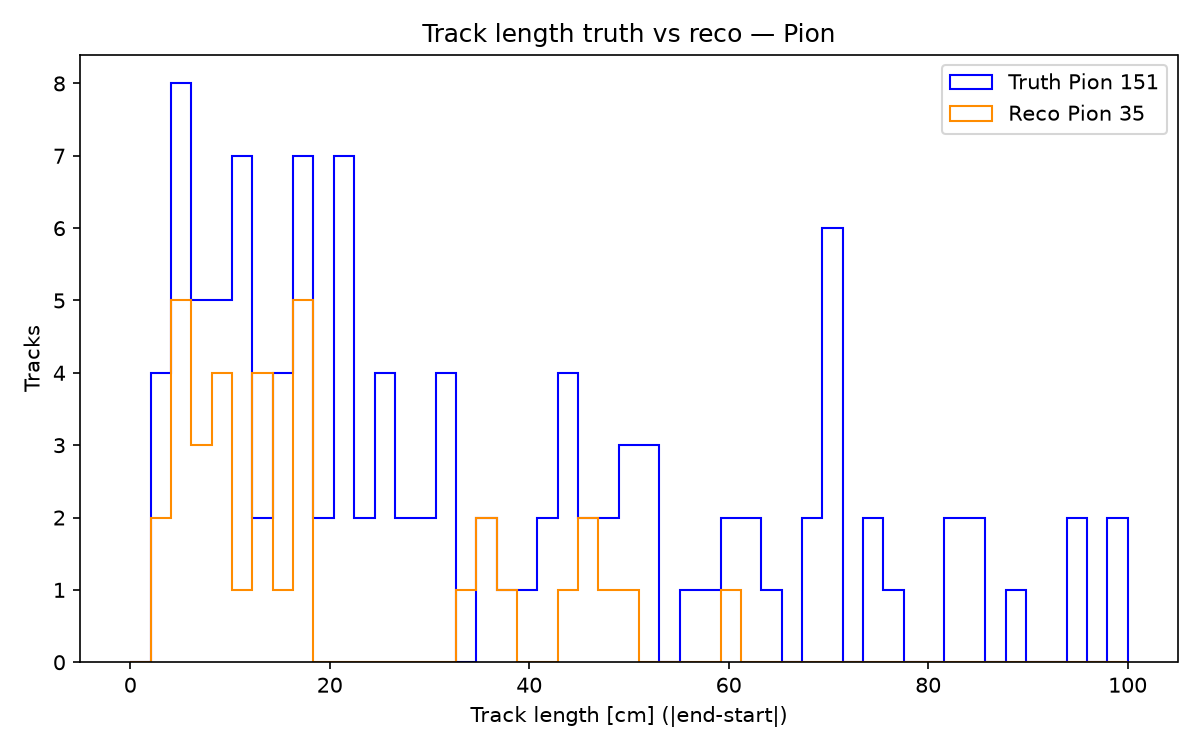 Track length truth vs reco — Pion
Truth Pion 151
Reco Pion 35
Tracks
8
7
6
5
4
3
2
1
0
0 20 40 60 80 100
Track length [cm] (|end-start|)